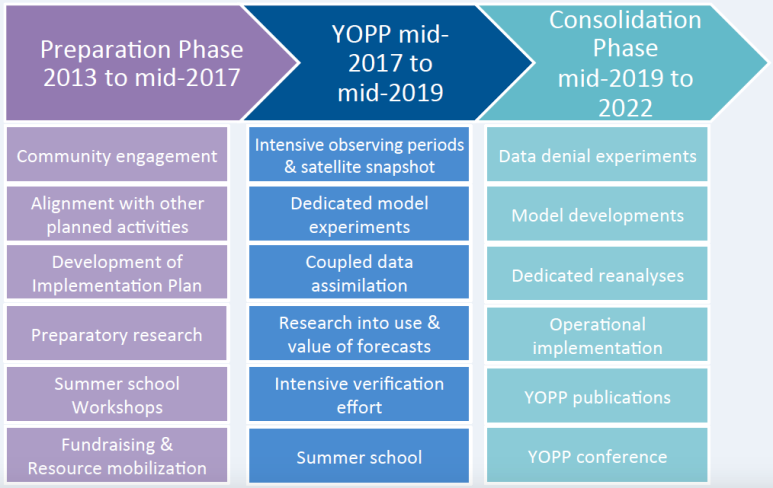 Preparation Phase
2013 to mid-2017
YOPP mid-
2017 to
mid-2019
Consolidation
Phase
mid-2019 to
2022
Community engagement
Alignment with other
planned activities
Development of
Implementation Plan
Preparatory research
Summer school
Workshops
Fundraising &
Resource mobilization
Intensive observing periods
& satellite snapshot
Dedicated model
experiments
Coupled data
assimilation
Research into use &
value of forecasts
Intensive verification
effort
Summer school
Data denial experiments
Model developments
Dedicated reanalyses
Operational
implementation
YOPP publications
YOPP conference